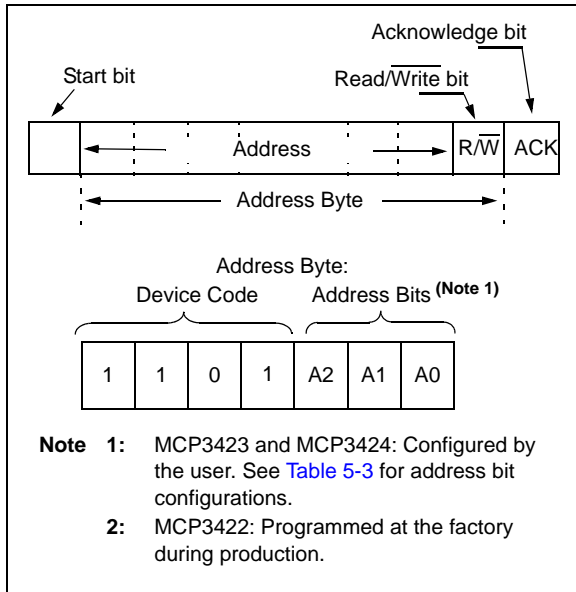 Acknowledge bit
Start bit
Read/Write bit
Address
R/W ACK
Address Byte
Address Byte:
Device Code Address Bits (Note 1)
1 1 0 1 A2 A1 A0
Note 1: MCP3423 and MCP3424: Configured by
the user. See Table 5-3 for address bit
configurations.
2: MCP3422: Programmed at the factory
during production.